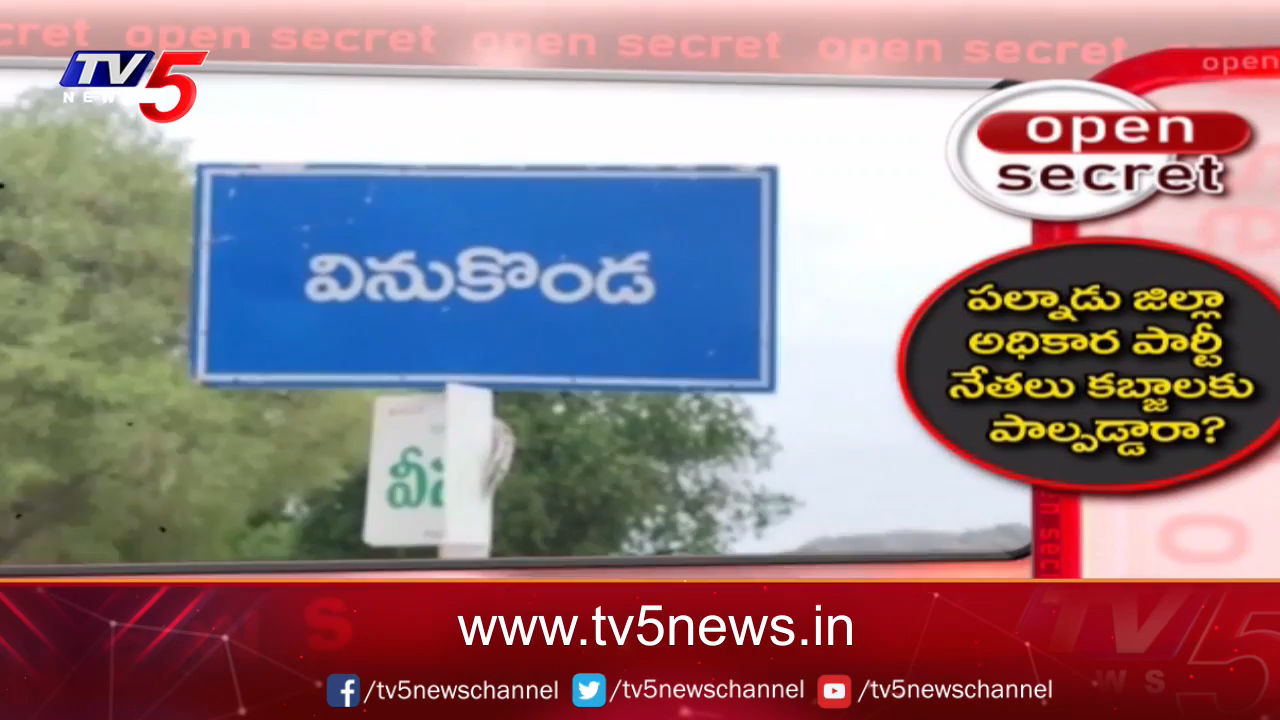 open secret open secret open secret
open
TV5
NEWS
open
secret
వినుకొండ
పల్నాడు జిల్లా
అధికార పార్టీ
నేతలు కబ్జాలకు
పాల్పడ్డారా?
www.tv5news.in
/tv5newschannel /tv5newschannel /tv5newschannel